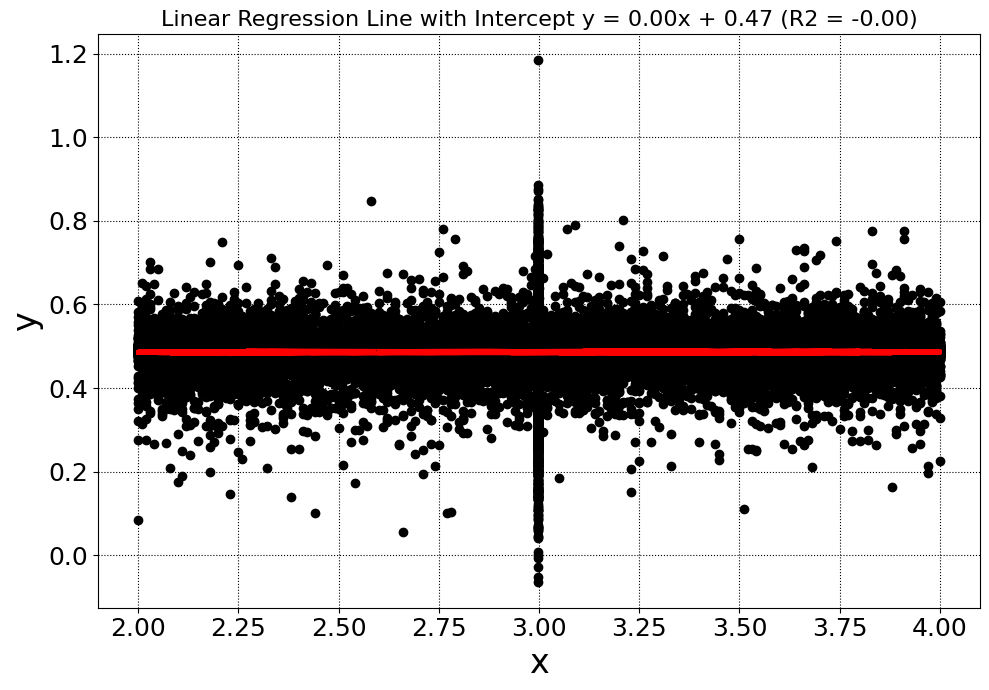 Linear Regression Line with Intercept y = 0.00x + 0.47 (R2 = -0.00)
1.2
1.0
0.8
0.6
0.4
0.2
0.0
y
2.00 2.25 2.50 2.75 3.00 3.25 3.50 3.75 4.00
x